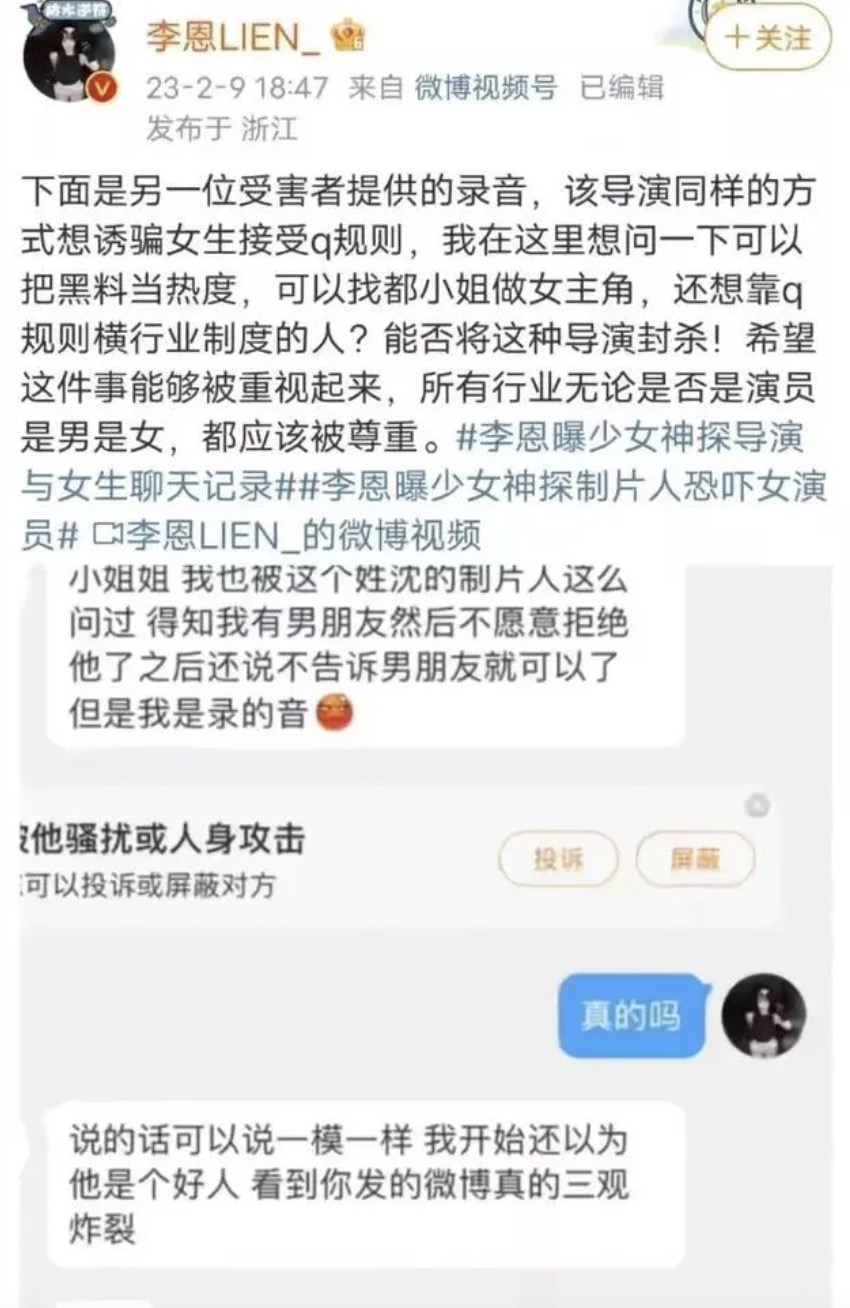 给水逆跪
李恩LIEN_
+关注
23-2-9 18:47 来自 微博视频号 已编辑
发布于 浙江
下面是另一位受害者提供的录音，该导演同样的方
式想诱骗女生接受q规则，我在这里想问一下可以
把黑料当热度，可以找都小姐做女主角，还想靠q
规则横行业制度的人？能否将这种导演封杀！希望
这件事能够被重视起来，所有行业无论是否是演员
是男是女，都应该被尊重。#李恩曝少女神探导演
与女生聊天记录##李恩曝少女神探制片人恐吓女演
员# 李恩LIEN_的微博视频
小姐姐 我也被这个姓沈的制片人这么
问过 得知我有男朋友然后不愿意拒绝
他了之后还说不告诉男朋友就可以了
但是我是录的音
被他骚扰或人身攻击
可以投诉或屏蔽对方
投诉
屏蔽
真的吗
说的话可以说一模一样 我开始还以为
他是个好人 看到你发的微博真的三观
炸裂